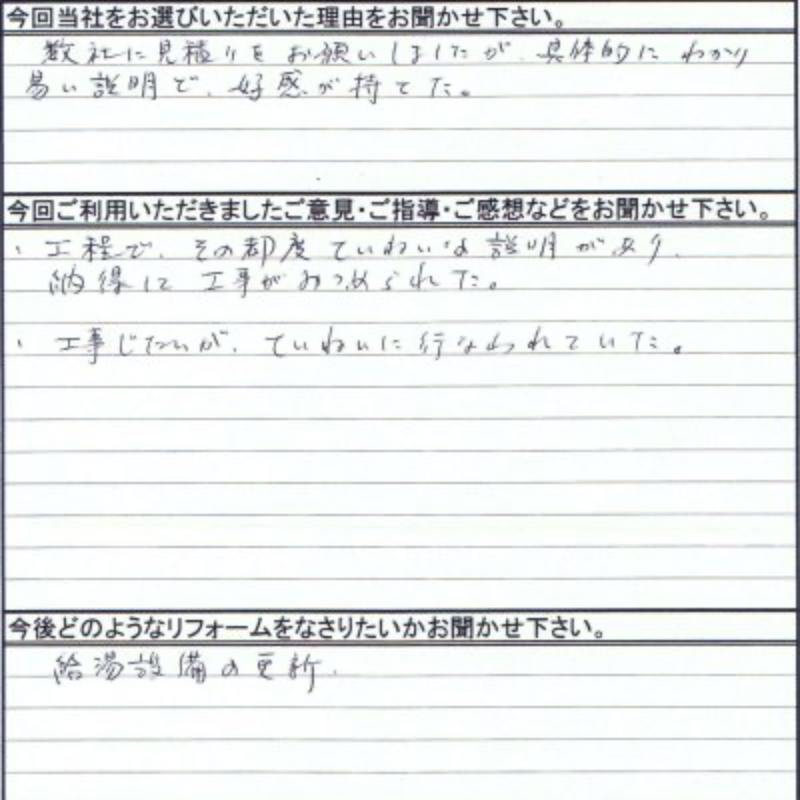 今回当社をお選びいただいた理由をお聞かせ下さい。
数社に見積りをお願いしましたが、具体的にわかり
易い説明で、好感が持てた。
今回ご利用いただきましたご意見・ご指導・ご感想などをお聞かせ下さい。
・工程で、その都度ていねいな説明があり、
納得に工事がみつめられれた。
・工事じたいが、ていねいに行なわれていた。
今後どのようなリフォームをなさりたいかお聞かせ下さい。
給湯設備の更新.